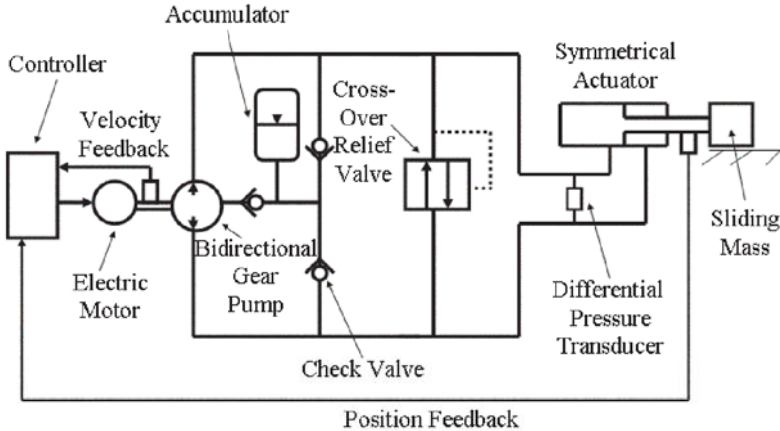 Accumulator
Controller
Velocity
Feedback
Cross-
Over
Relief
Valve
Symmetrical
Actuator
Electric
Motor
Bidirectional
Gear
Pump
Check Valve
Differential
Pressure
Transducer
Sliding
Mass
Position Feedback